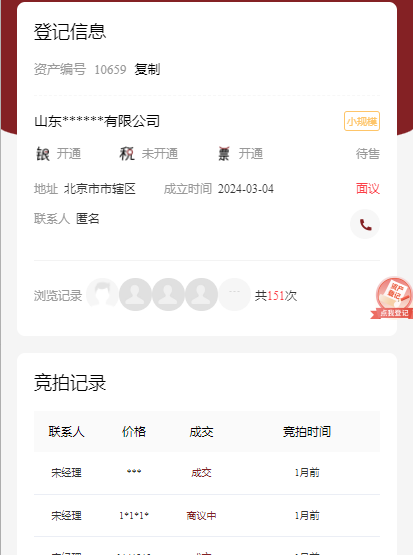 登记信息
资产编号 10659 复制
山东******有限公司 小规模
银 开通 税 未开通 票 开通 待售
地址 北京市市辖区 成立时间 2024-03-04 面议
联系人 匿名
浏览记录 ... 共151次
资产
登记
点我登记
竞拍记录
联系人 价格 成交 竞拍时间
宋经理 *** 成交 1月前
宋经理 1*1*1* 商议中 1月前